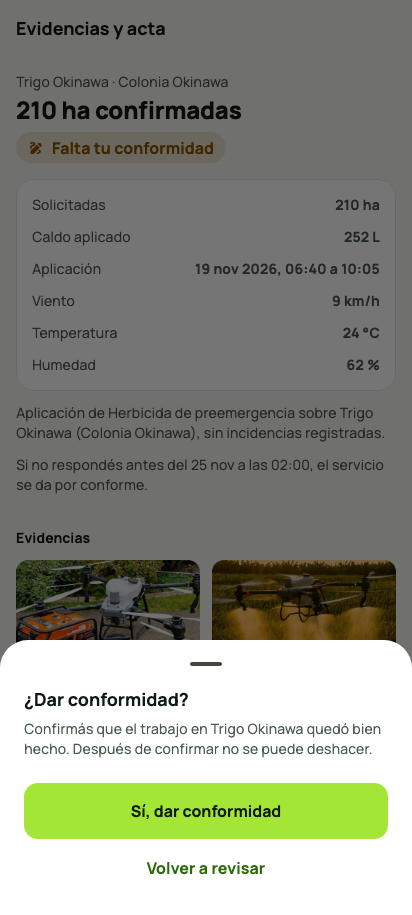 Evidencias y acta
Trigo Okinawa · Colonia Okinawa
210 ha confirmadas
Falta tu conformidad
Solicitadas 210 ha
Caldo aplicado 252 L
Aplicación 19 nov 2026, 06:40 a 10:05
Viento 9 km/h
Temperatura 24 °C
Humedad 62 %
Aplicación de Herbicida de preemergencia sobre Trigo
Okinawa (Colonia Okinawa), sin incidencias registradas.
Si no respondés antes del 25 nov a las 02:00, el servicio
se da por conforme.
Evidencias
¿Dar conformidad?
Confirmás que el trabajo en Trigo Okinawa quedó bien
hecho. Después de confirmar no se puede deshacer.
Sí, dar conformidad
Volver a revisar